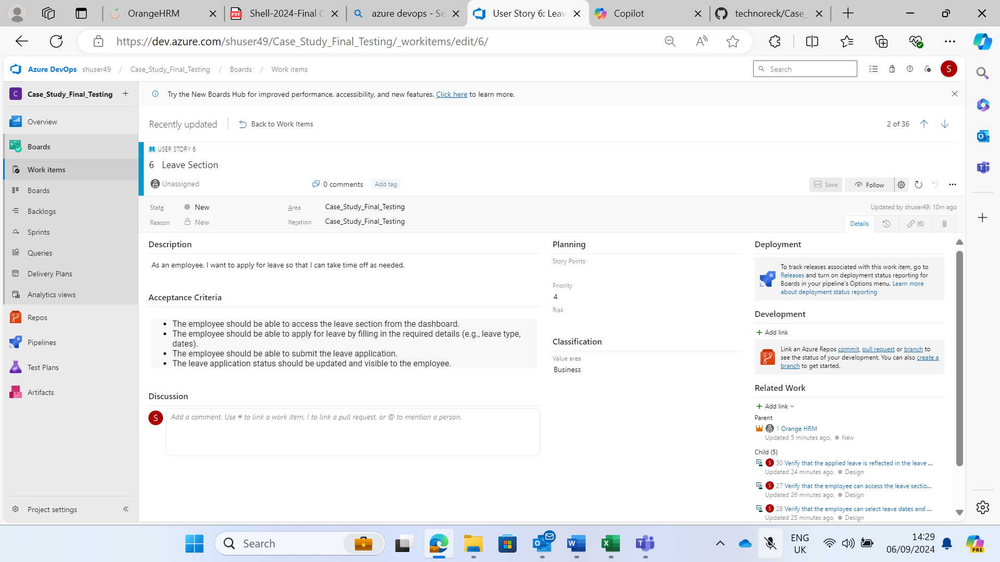 OrangeHRM
Shell-2024-Final C
azure devops - Se
User Story 6: Leav
Copilot
technoreck/Case_
https://dev.azure.com/shuser49/Case_Study_Final_Testing/_workitems/edit/6/
Azure DevOps shuser49 / Case_Study_Final_Testing / Boards / Work items
Search
S
C Case_Study_Final_Testing
Try the New Boards Hub for improved performance, accessibility, and new features. Click here to learn more.
Overview
Boards
Work items
Boards
Backlogs
Sprints
Queries
Delivery Plans
Analytics views
Repos
Pipelines
Test Plans
Artifacts
Project settings
Recently updated
Back to Work Items
2 of 36
USER STORY 6
6 Leave Section
Unassigned
0 comments
Add tag
Save
Follow
State New
Area Case_Study_Final_Testing
Updated by shuser49: 10m ago
Reason New
Iteration Case_Study_Final_Testing
Details
(6)
Description
As an employee, I want to apply for leave so that I can take time off as needed.
Acceptance Criteria
• The employee should be able to access the leave section from the dashboard.
• The employee should be able to apply for leave by filling in the required details (e.g., leave type,
dates).
• The employee should be able to submit the leave application.
• The leave application status should be updated and visible to the employee.
Discussion
S
Add a comment. Use # to link a work item, ! to link a pull request, or @ to mention a person.
Planning
Story Points
Priority
4
Risk
Classification
Value area
Business
Deployment
To track releases associated with this work item, go to
Releases and turn on deployment status reporting for
Boards in your pipeline's Options menu. Learn more
about deployment status reporting
Development
Add link
Link an Azure Repos commit, pull request or branch to
see the status of your development. You can also create a
branch to get started.
Related Work
Add link
Parent
1 Orange HRM
Updated 5 minutes ago, New
Child (5)
S 30 Verify that the applied leave is reflected in the leave ...
Updated 24 minutes ago, Design
S 27 Verify that the employee can access the leave sectio...
Updated 26 minutes ago, Design
S 28 Verify that the employee can select leave dates and ...
Updated 25 minutes ago, Design
Search
ENG
UK
14:29
06/09/2024
PRE